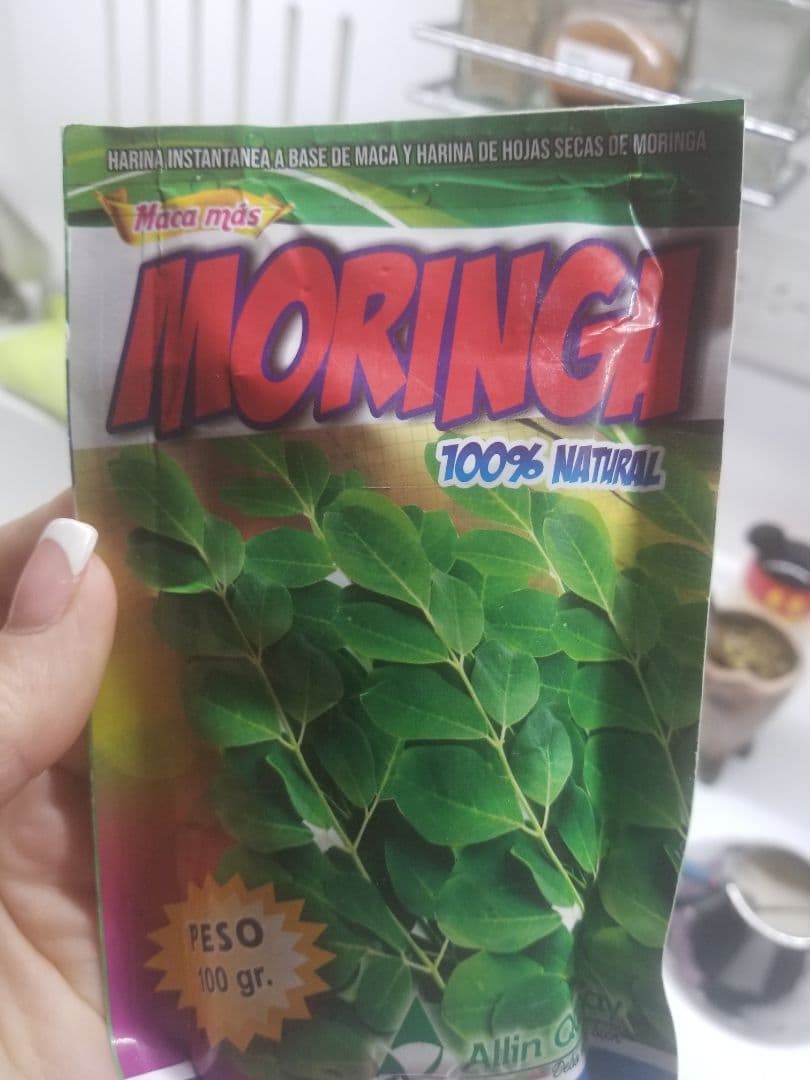 HARINA INSTANTANEA A BASE DE MACA Y HARINA DE HOJAS SECAS DE MORINGA
Maca más
MORINGA
100% NATURAL
PESO
100 gr.
Allin